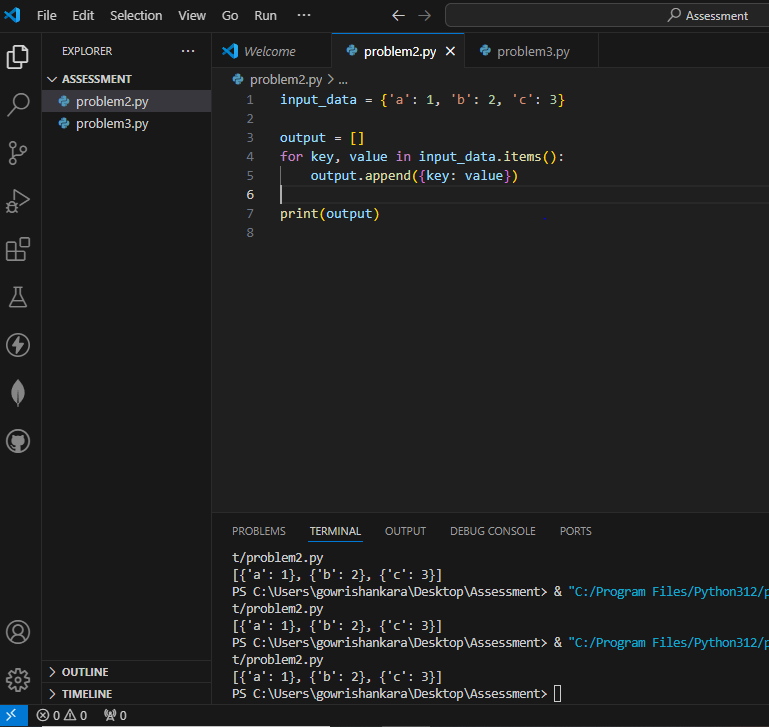 File Edit Selection View Go Run ··· ← → Assessment
EXPLORER ···
Welcome
problem2.py ×
problem3.py
ASSESSMENT
problem2.py
problem3.py
problem2.py > ...
1 input_data = {'a': 1, 'b': 2, 'c': 3}
2
3 output = []
4 for key, value in input_data.items():
5 output.append({key: value})
6
7 print(output)
8
PROBLEMS TERMINAL OUTPUT DEBUG CONSOLE PORTS
t/problem2.py
[{'a': 1}, {'b': 2}, {'c': 3}]
PS C:\Users\gowrishankara\Desktop\Assessment> & "C:/Program Files/Python312/p
t/problem2.py
[{'a': 1}, {'b': 2}, {'c': 3}]
PS C:\Users\gowrishankara\Desktop\Assessment> & "C:/Program Files/Python312/p
t/problem2.py
[{'a': 1}, {'b': 2}, {'c': 3}]
PS C:\Users\gowrishankara\Desktop\Assessment>
OUTLINE
TIMELINE
0 0 0